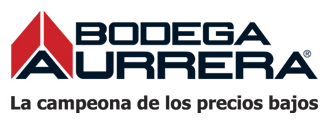 BODEGA
AURRERA®
La campeona de los precios bajos